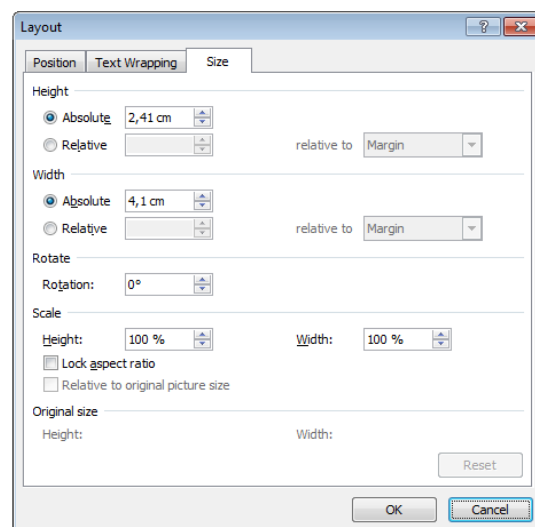 Layout
Position Text Wrapping Size
Height
Absolute 2,41 cm
Relative relative to Margin
Width
Absolute 4,1 cm
Relative relative to Margin
Rotate
Rotation: 0°
Scale
Height: 100 % Width: 100 %
Lock aspect ratio
Relative to original picture size
Original size
Height: Width:
Reset
OK Cancel